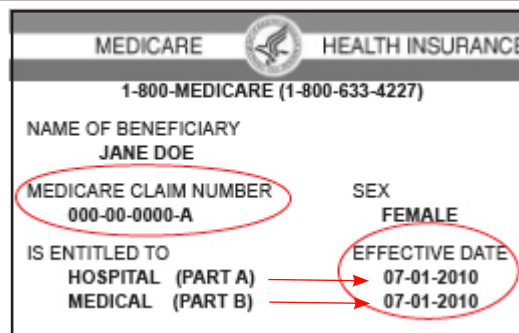 MEDICARE HEALTH INSURANCE
1-800-MEDICARE (1-800-633-4227)
NAME OF BENEFICIARY
JANE DOE
MEDICARE CLAIM NUMBER SEX
000-00-0000-A FEMALE
IS ENTITLED TO EFFECTIVE DATE
HOSPITAL (PART A) 07-01-2010
MEDICAL (PART B) 07-01-2010